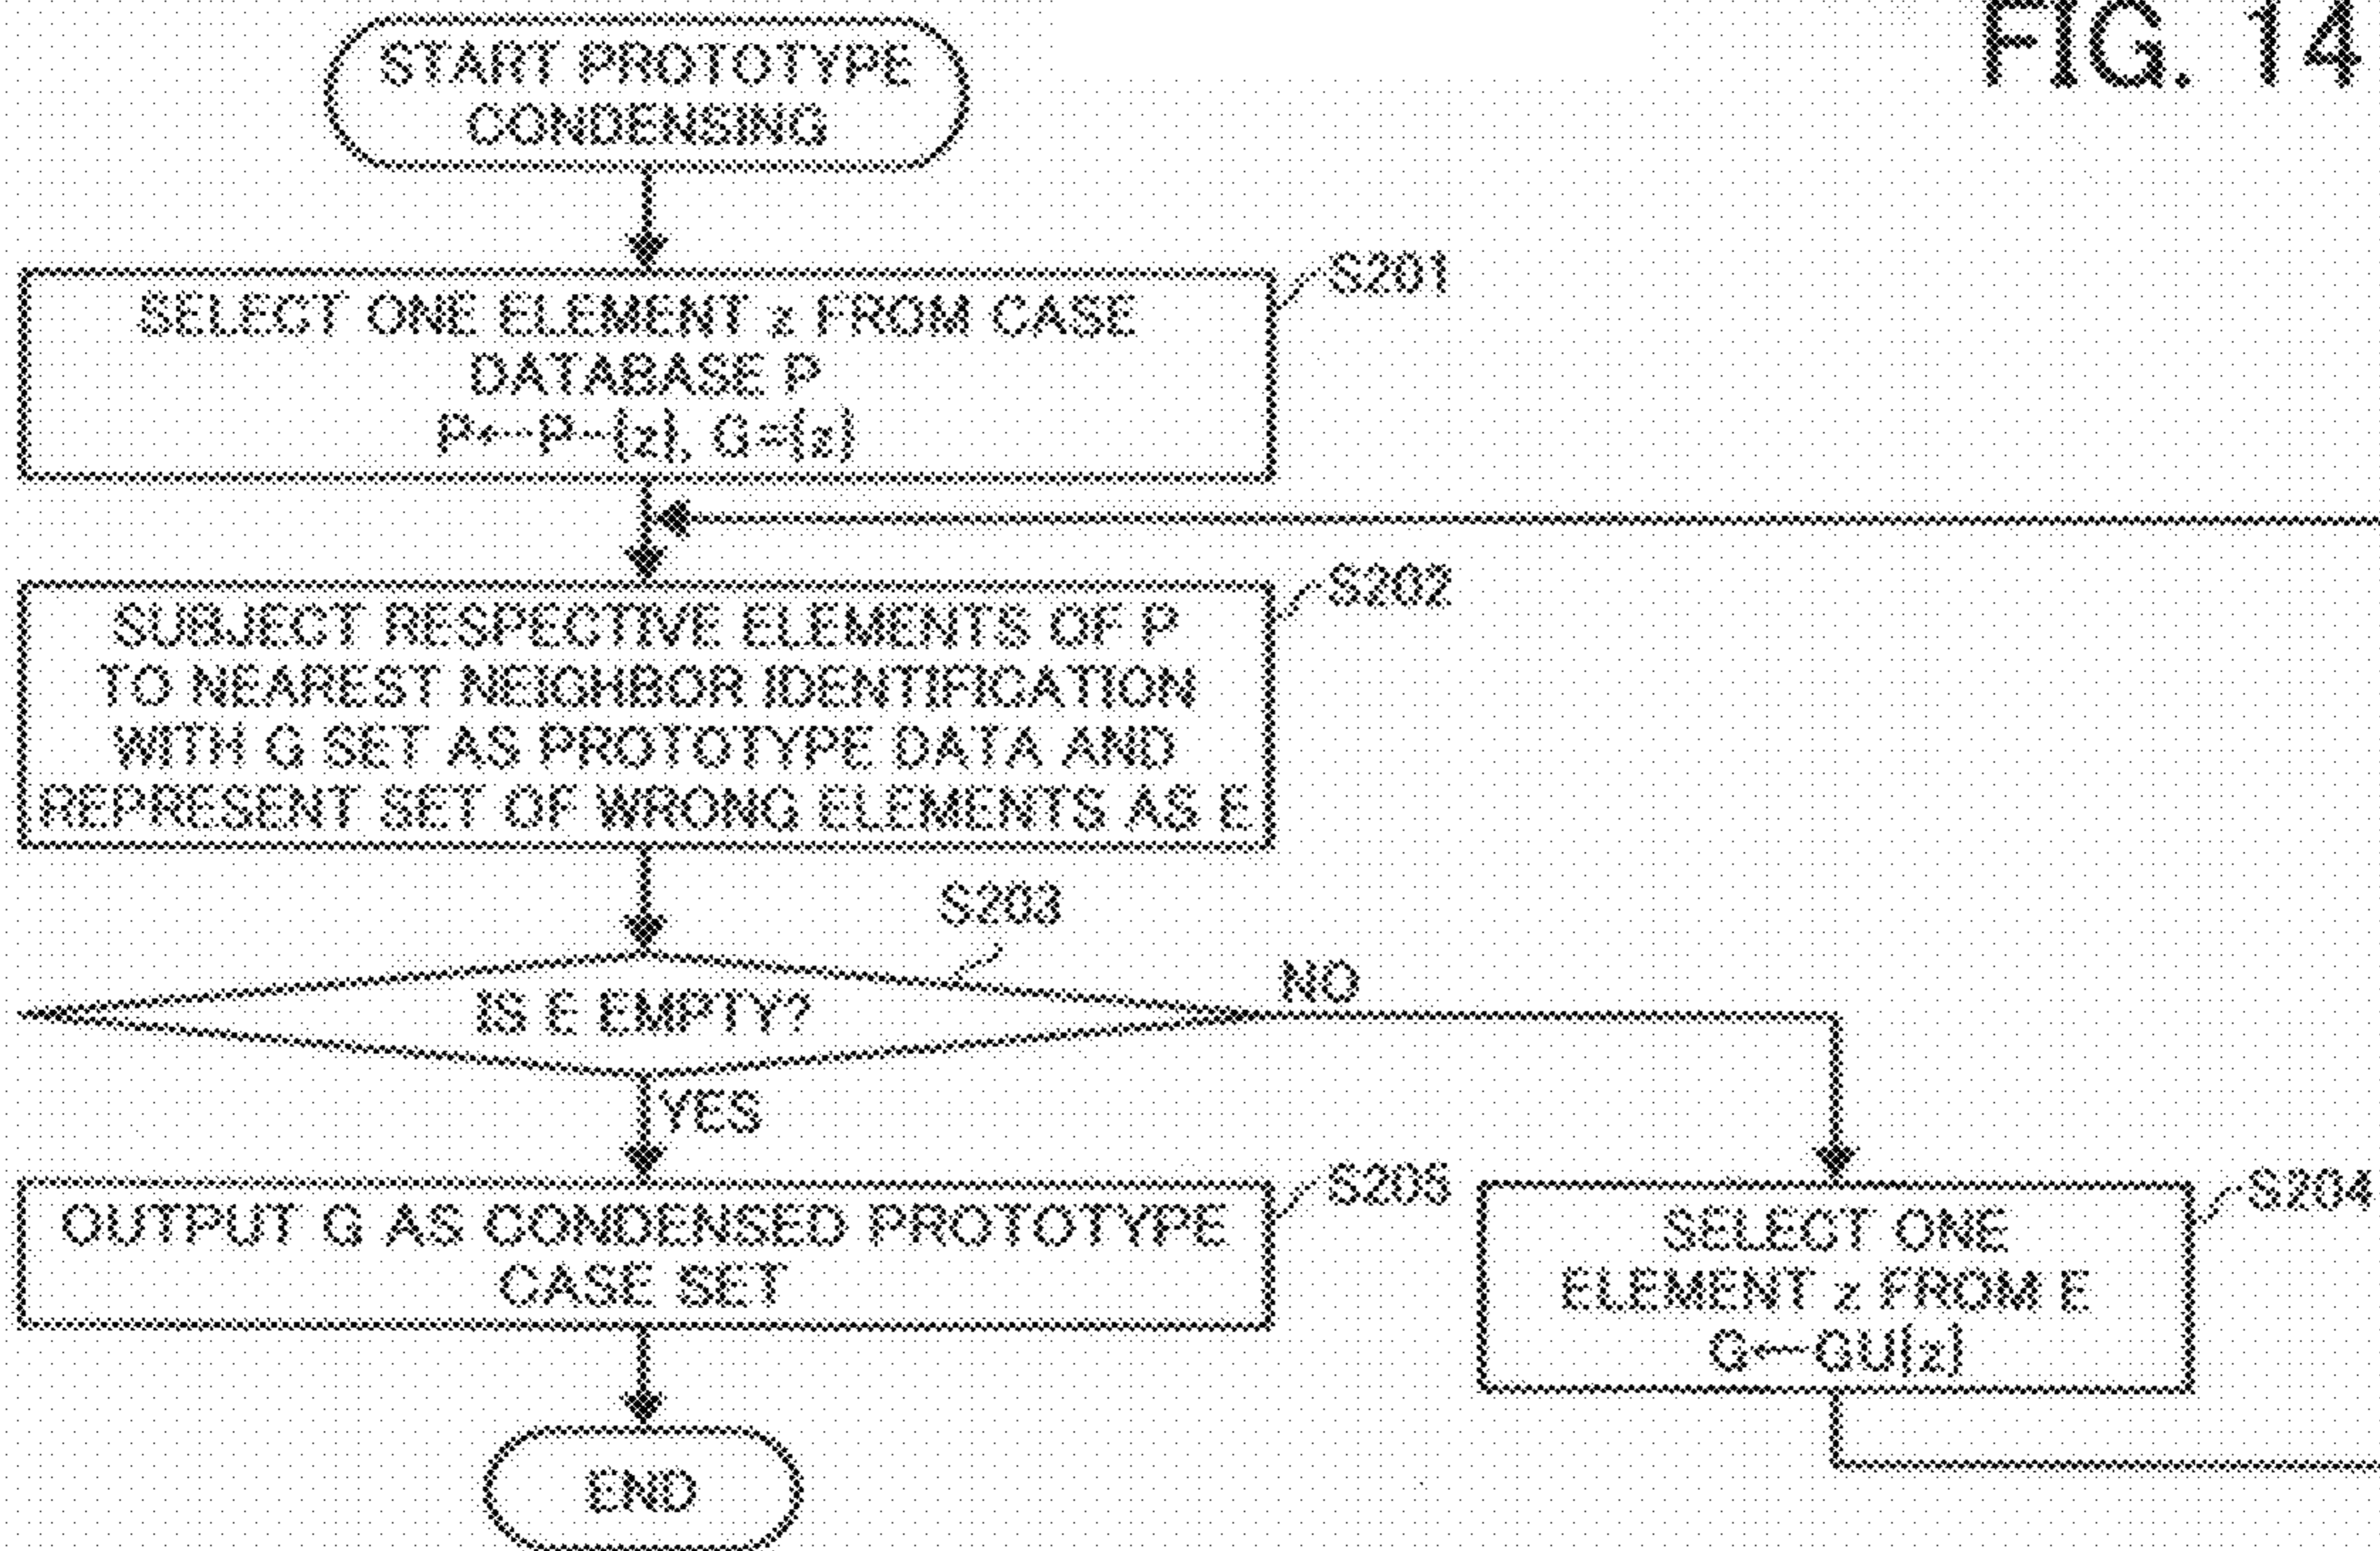 FIG. 14
START PROTOTYPE
CONDENSING
S201
SELECT ONE ELEMENT z FROM CASE
DATABASE P
P←P-{z}, G={z}
S202
SUBJECT RESPECTIVE ELEMENTS OF P
TO NEAREST NEIGHBOR IDENTIFICATION
WITH G SET AS PROTOTYPE DATA AND
REPRESENT SET OF WRONG ELEMENTS AS E
S203
IS E EMPTY?
NO
YES
S205
OUTPUT G AS CONDENSED PROTOTYPE
CASE SET
S204
SELECT ONE
ELEMENT z FROM E
G←GU{z}
END